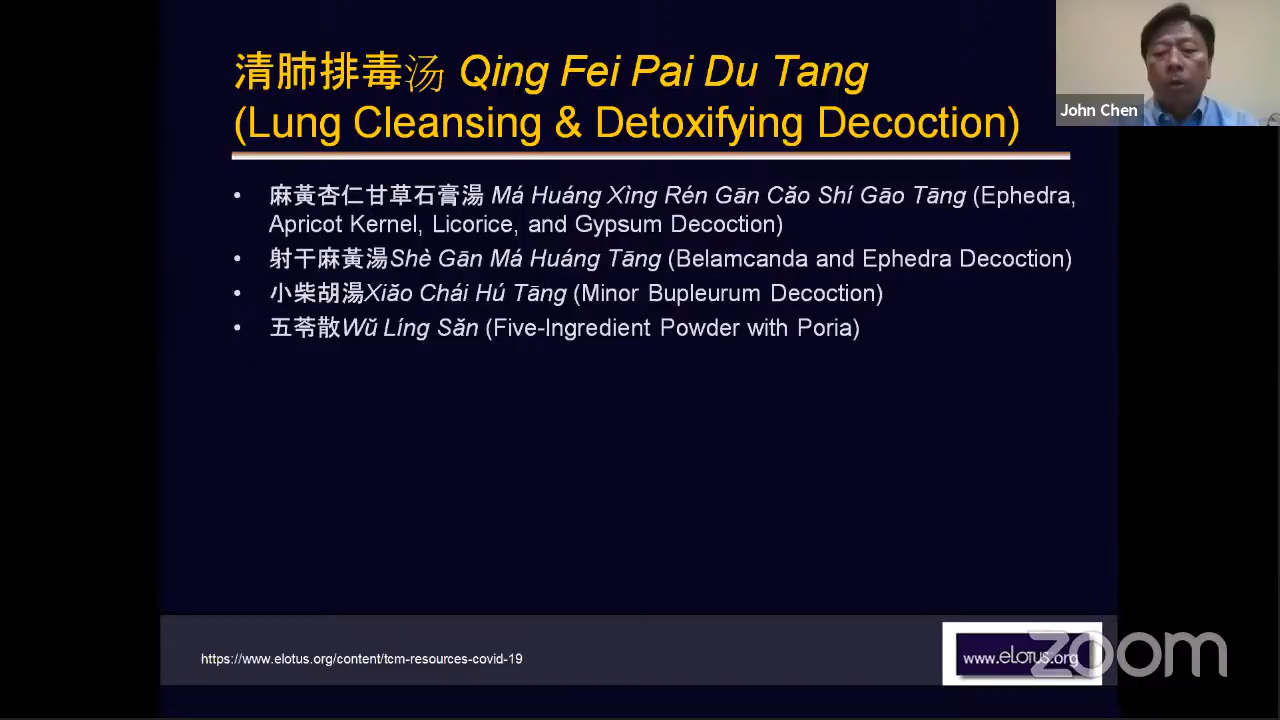 清肺排毒汤 Qing Fei Pai Du Tang
(Lung Cleansing & Detoxifying Decoction)
John Chen
• 麻黃杏仁甘草石膏湯 Má Huáng Xìng Rén Gān Cǎo Shí Gāo Tāng (Ephedra,
Apricot Kernel, Licorice, and Gypsum Decoction)
• 射干麻黃湯Shè Gān Má Huáng Tāng (Belamcanda and Ephedra Decoction)
• 小柴胡湯Xiǎo Chái Hú Tāng (Minor Bupleurum Decoction)
• 五苓散Wǔ Líng Sǎn (Five-Ingredient Powder with Poria)
https://www.elotus.org/content/tcm-resources-covid-19
www.eLotus.org
zoom